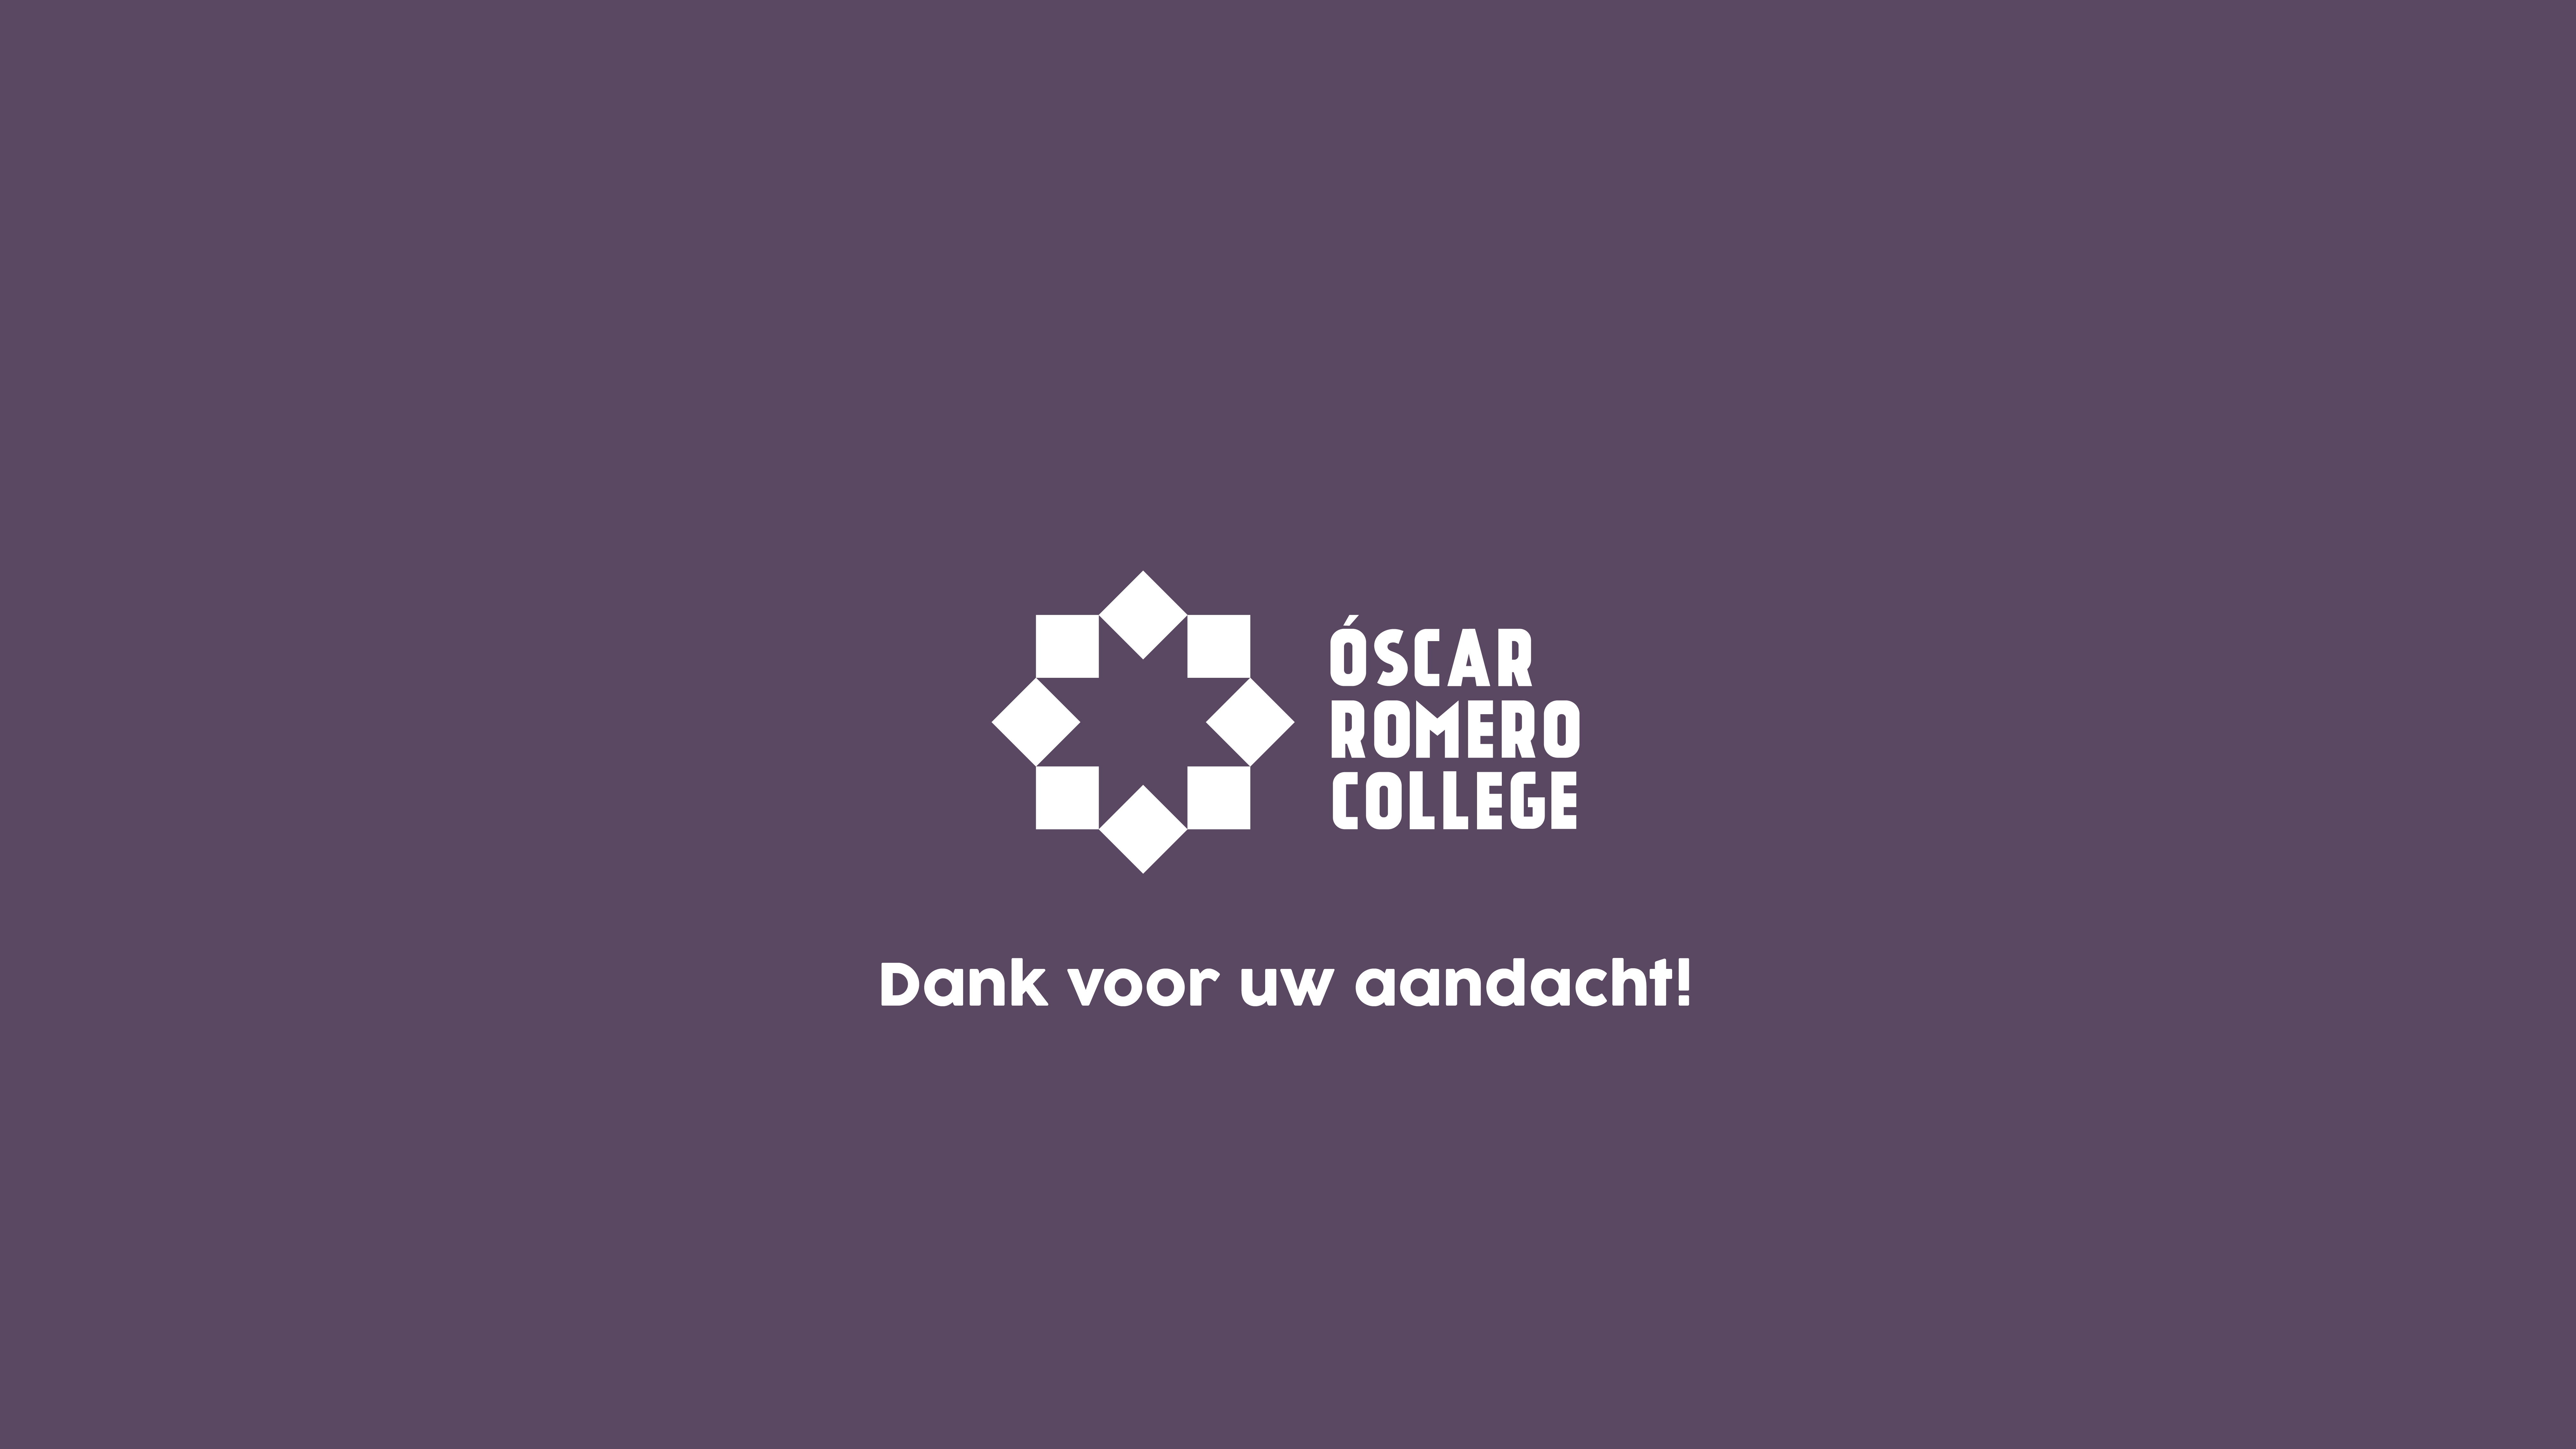 ÓSCAR
ROMERO
COLLEGE
Dank voor uw aandacht!